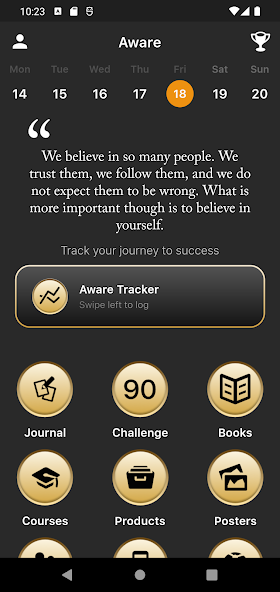 10:23
Aware
Mon Tue Wed Thu Fri Sat Sun
14 15 16 17 18 19 20
“
We believe in so many people. We
trust them, we follow them, and we do
not expect them to be wrong. What is
more important though is to believe in
yourself.
Track your journey to success
Aware Tracker
Swipe left to log
90
Journal Challenge Books
Courses Products Posters